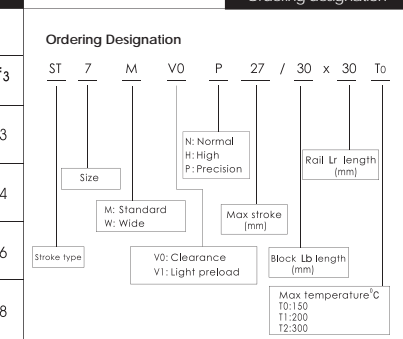 Ordering Designation
ST 7 M V0 P 27 / 30 x 30 T0
3
3
N: Normal
H: High
P: Precision
Rail Lr length
(mm)
Size
4
M: Standard
W: Wide
Max stroke
(mm)
6
Stroke type
V0: Clearance
V1: Light preload
Block Lb length
(mm)
8
Max temperature°C
T0:150
T1:200
T2:300